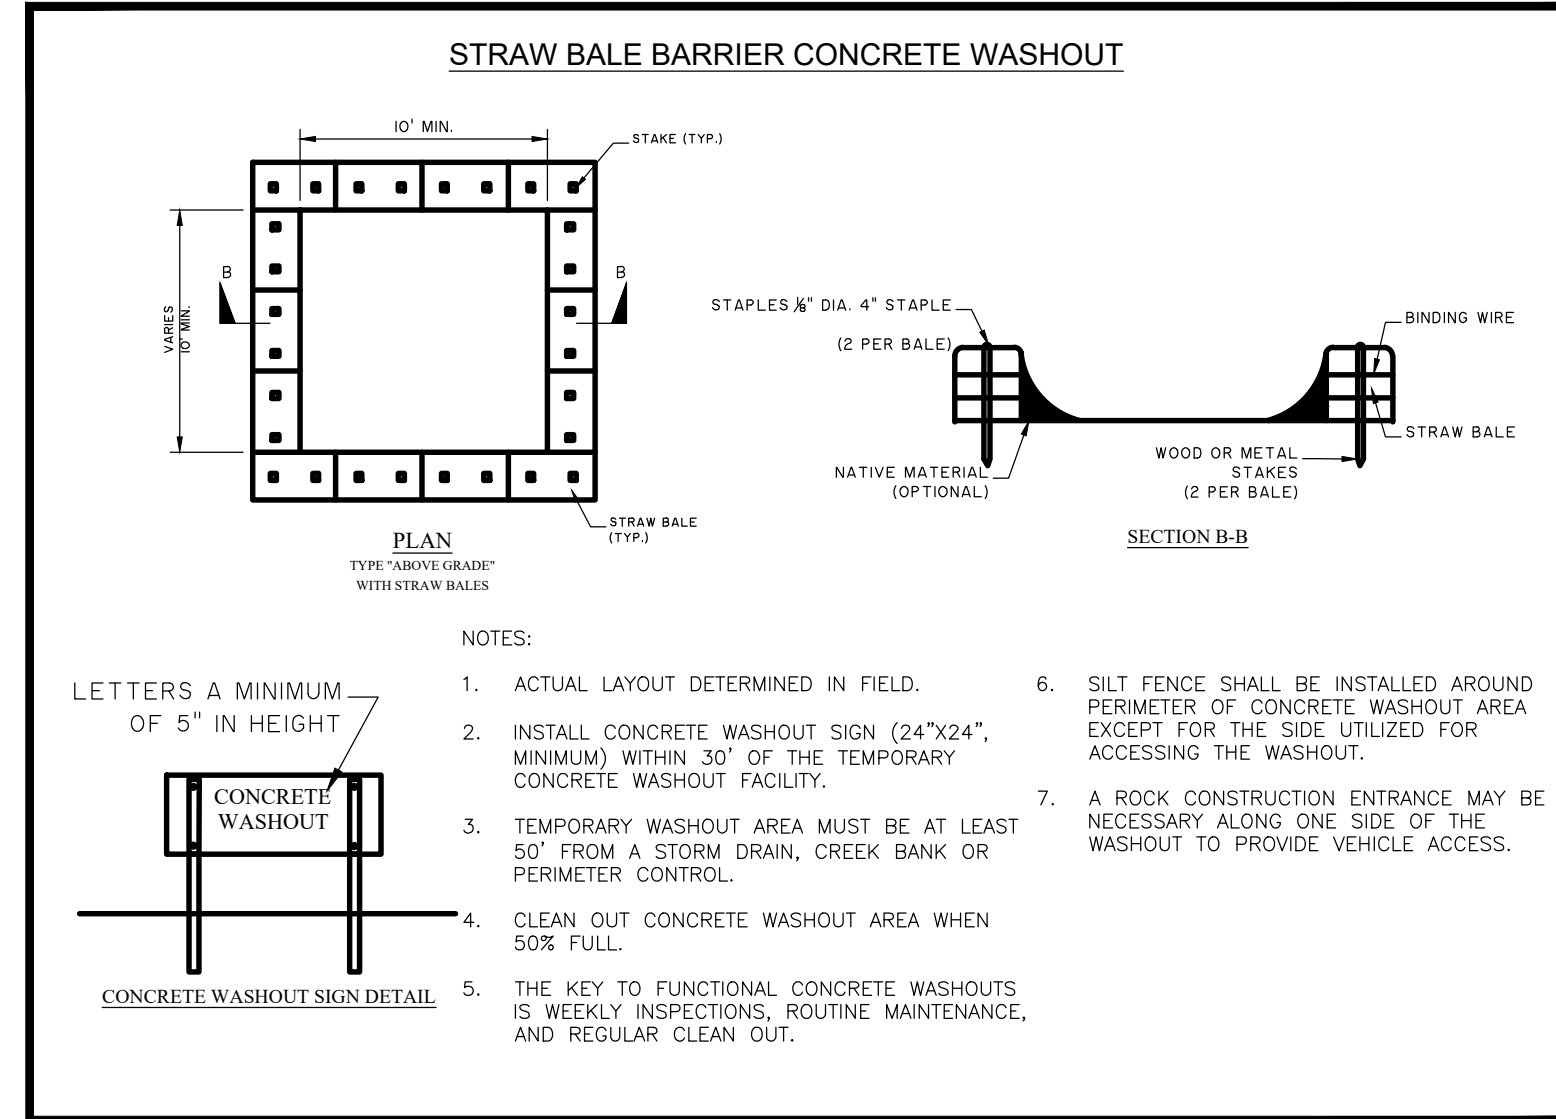 STRAW BALE BARRIER CONCRETE WASHOUT
10' MIN.
STAKE (TYP.)
B
B
VARIES
10' MIN.
STRAW BALE
(TYP.)
PLAN
TYPE "ABOVE GRADE"
WITH STRAW BALES
STAPLES ⅛" DIA. 4" STAPLE
(2 PER BALE)
BINDING WIRE
STRAW BALE
NATIVE MATERIAL
(OPTIONAL)
WOOD OR METAL
STAKES
(2 PER BALE)
SECTION B-B
LETTERS A MINIMUM
OF 5" IN HEIGHT
CONCRETE
WASHOUT
CONCRETE WASHOUT SIGN DETAIL
NOTES:
1. ACTUAL LAYOUT DETERMINED IN FIELD.
2. INSTALL CONCRETE WASHOUT SIGN (24"X24",
MINIMUM) WITHIN 30' OF THE TEMPORARY
CONCRETE WASHOUT FACILITY.
3. TEMPORARY WASHOUT AREA MUST BE AT LEAST
50' FROM A STORM DRAIN, CREEK BANK OR
PERIMETER CONTROL.
4. CLEAN OUT CONCRETE WASHOUT AREA WHEN
50% FULL.
5. THE KEY TO FUNCTIONAL CONCRETE WASHOUTS
IS WEEKLY INSPECTIONS, ROUTINE MAINTENANCE,
AND REGULAR CLEAN OUT.
6. SILT FENCE SHALL BE INSTALLED AROUND
PERIMETER OF CONCRETE WASHOUT AREA
EXCEPT FOR THE SIDE UTILIZED FOR
ACCESSING THE WASHOUT.
7. A ROCK CONSTRUCTION ENTRANCE MAY BE
NECESSARY ALONG ONE SIDE OF THE
WASHOUT TO PROVIDE VEHICLE ACCESS.